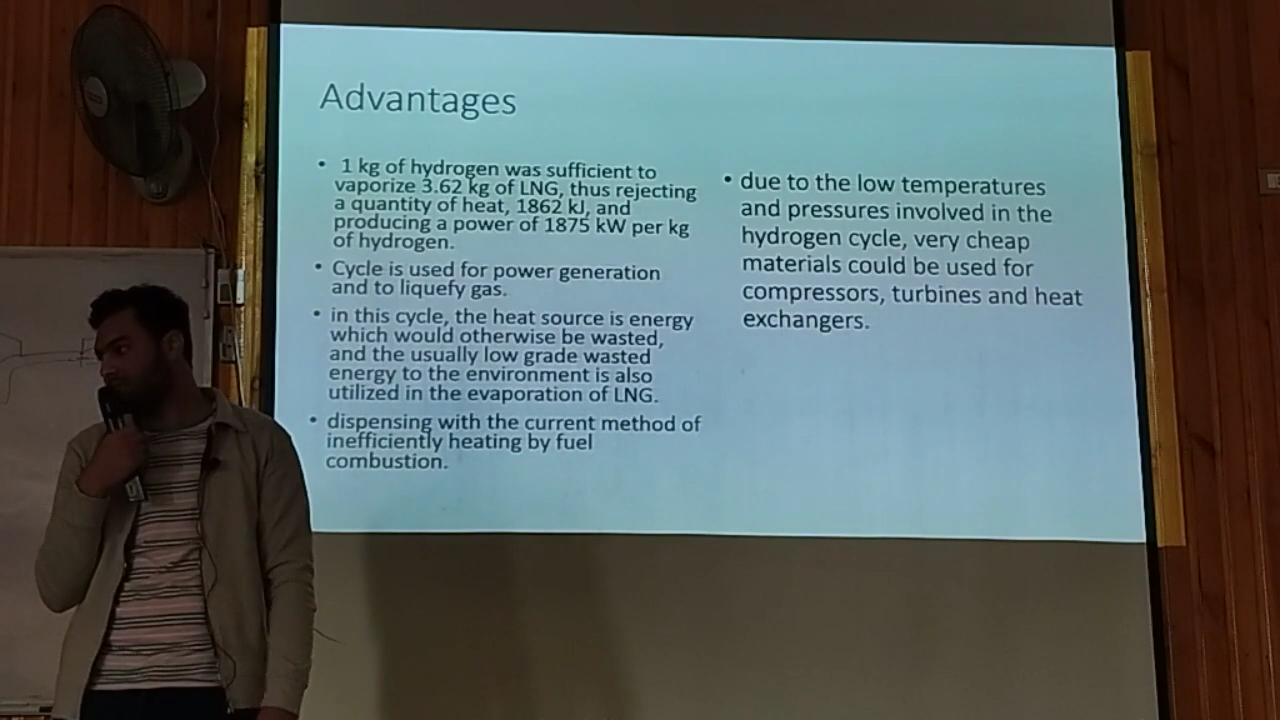 Advantages
• 1 kg of hydrogen was sufficient to
vaporize 3.62 kg of LNG, thus rejecting
a quantity of heat, 1862 kJ, and
producing a power of 1875 kW per kg
of hydrogen.
• Cycle is used for power generation
and to liquefy gas.
• in this cycle, the heat source is energy
which would otherwise be wasted,
and the usually low grade wasted
energy to the environment is also
utilized in the evaporation of LNG.
• dispensing with the current method of
inefficiently heating by fuel
combustion.
• due to the low temperatures
and pressures involved in the
hydrogen cycle, very cheap
materials could be used for
compressors, turbines and heat
exchangers.